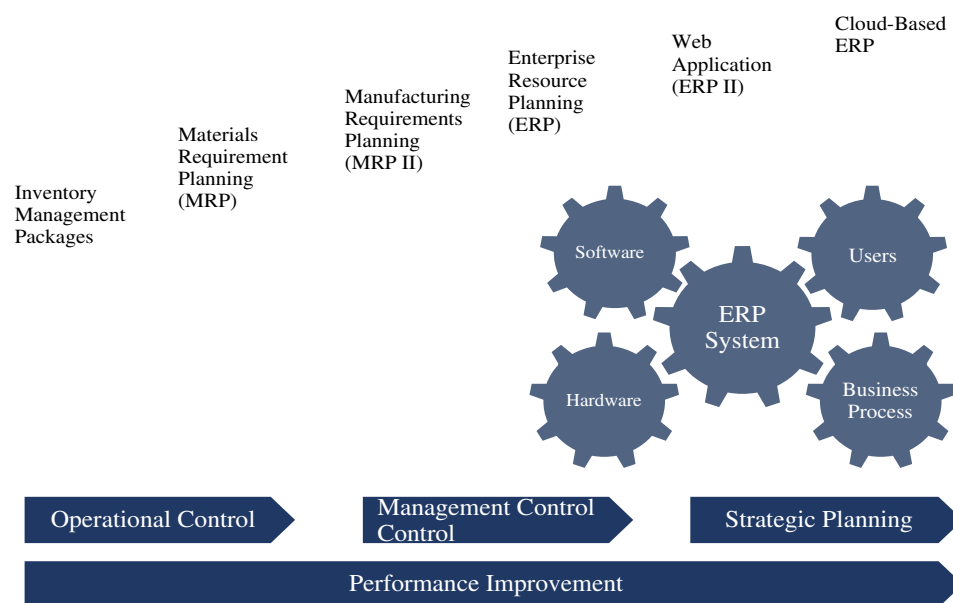 Inventory
Management
Packages
Materials
Requirement
Planning
(MRP)
Manufacturing
Requirements
Planning
(MRP II)
Enterprise
Resource
Planning
(ERP)
Web
Application
(ERP II)
Cloud-Based
ERP
Software
Users
ERP
System
Hardware
Business
Process
Operational Control
Management Control
Control
Strategic Planning
Performance Improvement